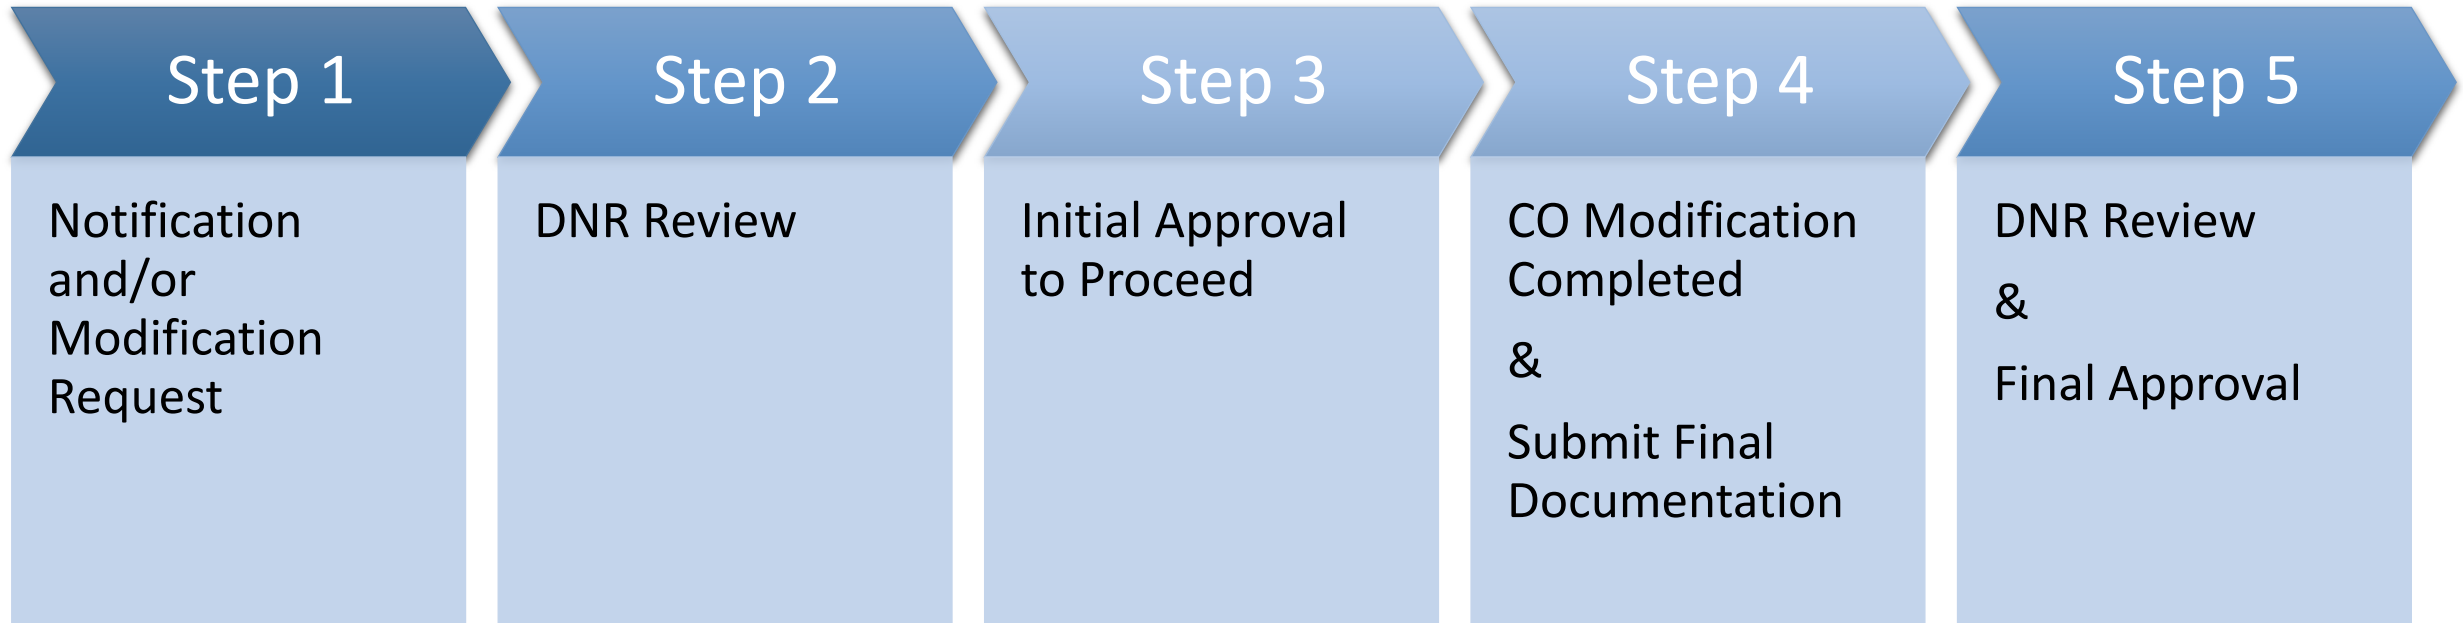 Step 1
Notification
and/or
Modification
Request
Step 2
DNR Review
Step 3
Initial Approval
to Proceed
Step 4
CO Modification
Completed
&
Submit Final
Documentation
Step 5
DNR Review
&
Final Approval